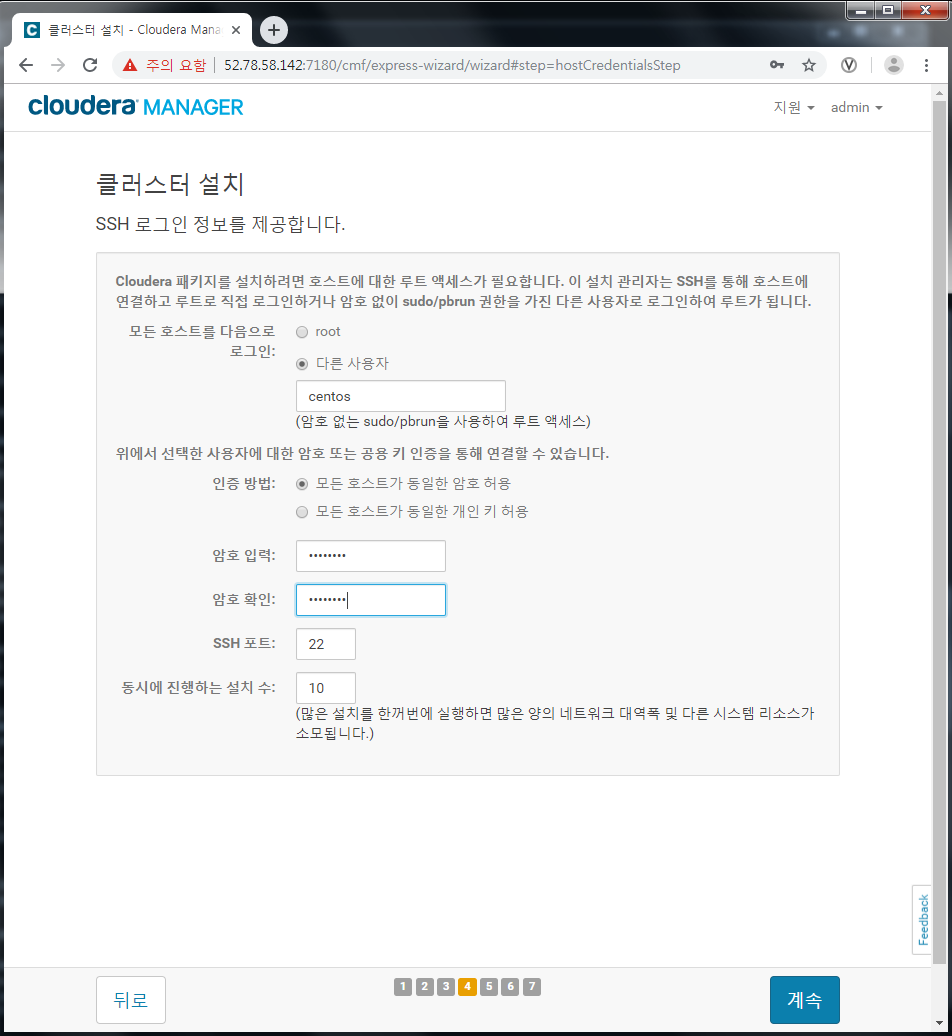 클러스터 설치 - Cloudera Mana
주의 요함 52.78.58.142:7180/cmf/express-wizard/wizard#step=hostCredentialsStep
cloudera MANAGER
지원 admin
클러스터 설치
SSH 로그인 정보를 제공합니다.
Cloudera 패키지를 설치하려면 호스트에 대한 루트 액세스가 필요합니다. 이 설치 관리자는 SSH를 통해 호스트에
연결하고 루트로 직접 로그인하거나 암호 없이 sudo/pbrun 권한을 가진 다른 사용자로 로그인하여 루트가 됩니다.
모든 호스트를 다음으로
로그인:
root
다른 사용자
centos
(암호 없는 sudo/pbrun을 사용하여 루트 액세스)
위에서 선택한 사용자에 대한 암호 또는 공용 키 인증을 통해 연결할 수 있습니다.
인증 방법: 모든 호스트가 동일한 암호 허용
모든 호스트가 동일한 개인 키 허용
암호 입력: ••••••••
암호 확인: ••••••••
SSH 포트: 22
동시에 진행하는 설치 수: 10
(많은 설치를 한꺼번에 실행하면 많은 양의 네트워크 대역폭 및 다른 시스템 리소스가
소모됩니다.)
Feedback
뒤로 1 2 3 4 5 6 7 계속